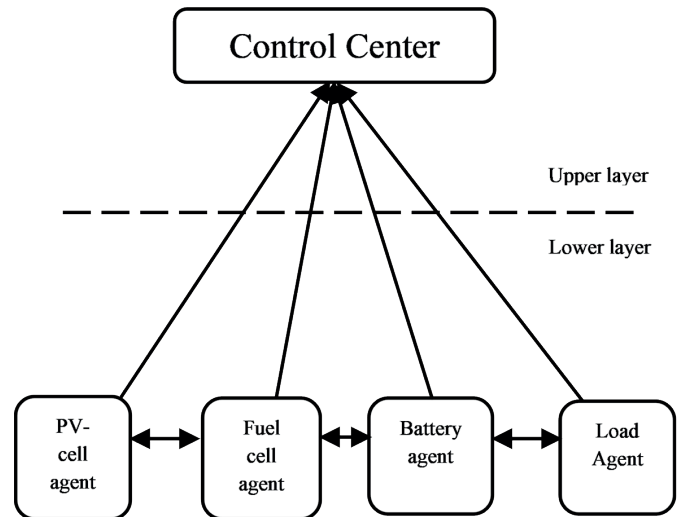 Control Center
Upper layer
Lower layer
PV-
cell
agent
Fuel
cell
agent
Battery
agent
Load
Agent